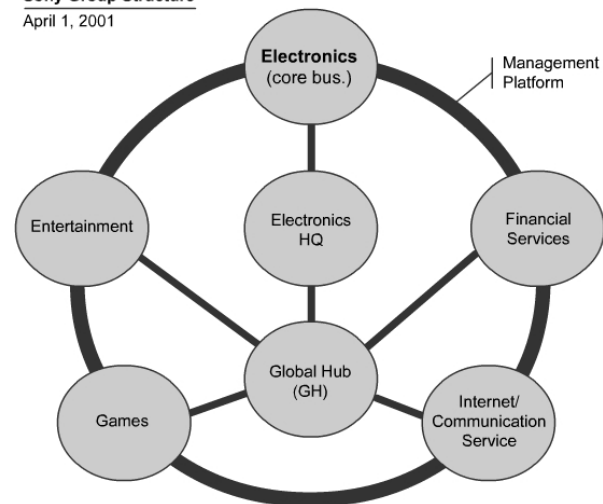 Sony Group Structure
April 1, 2001
Electronics
(core bus.)
Management
Platform
Entertainment
Electronics
HQ
Financial
Services
Global Hub
(GH)
Games
Internet/
Communication
Service